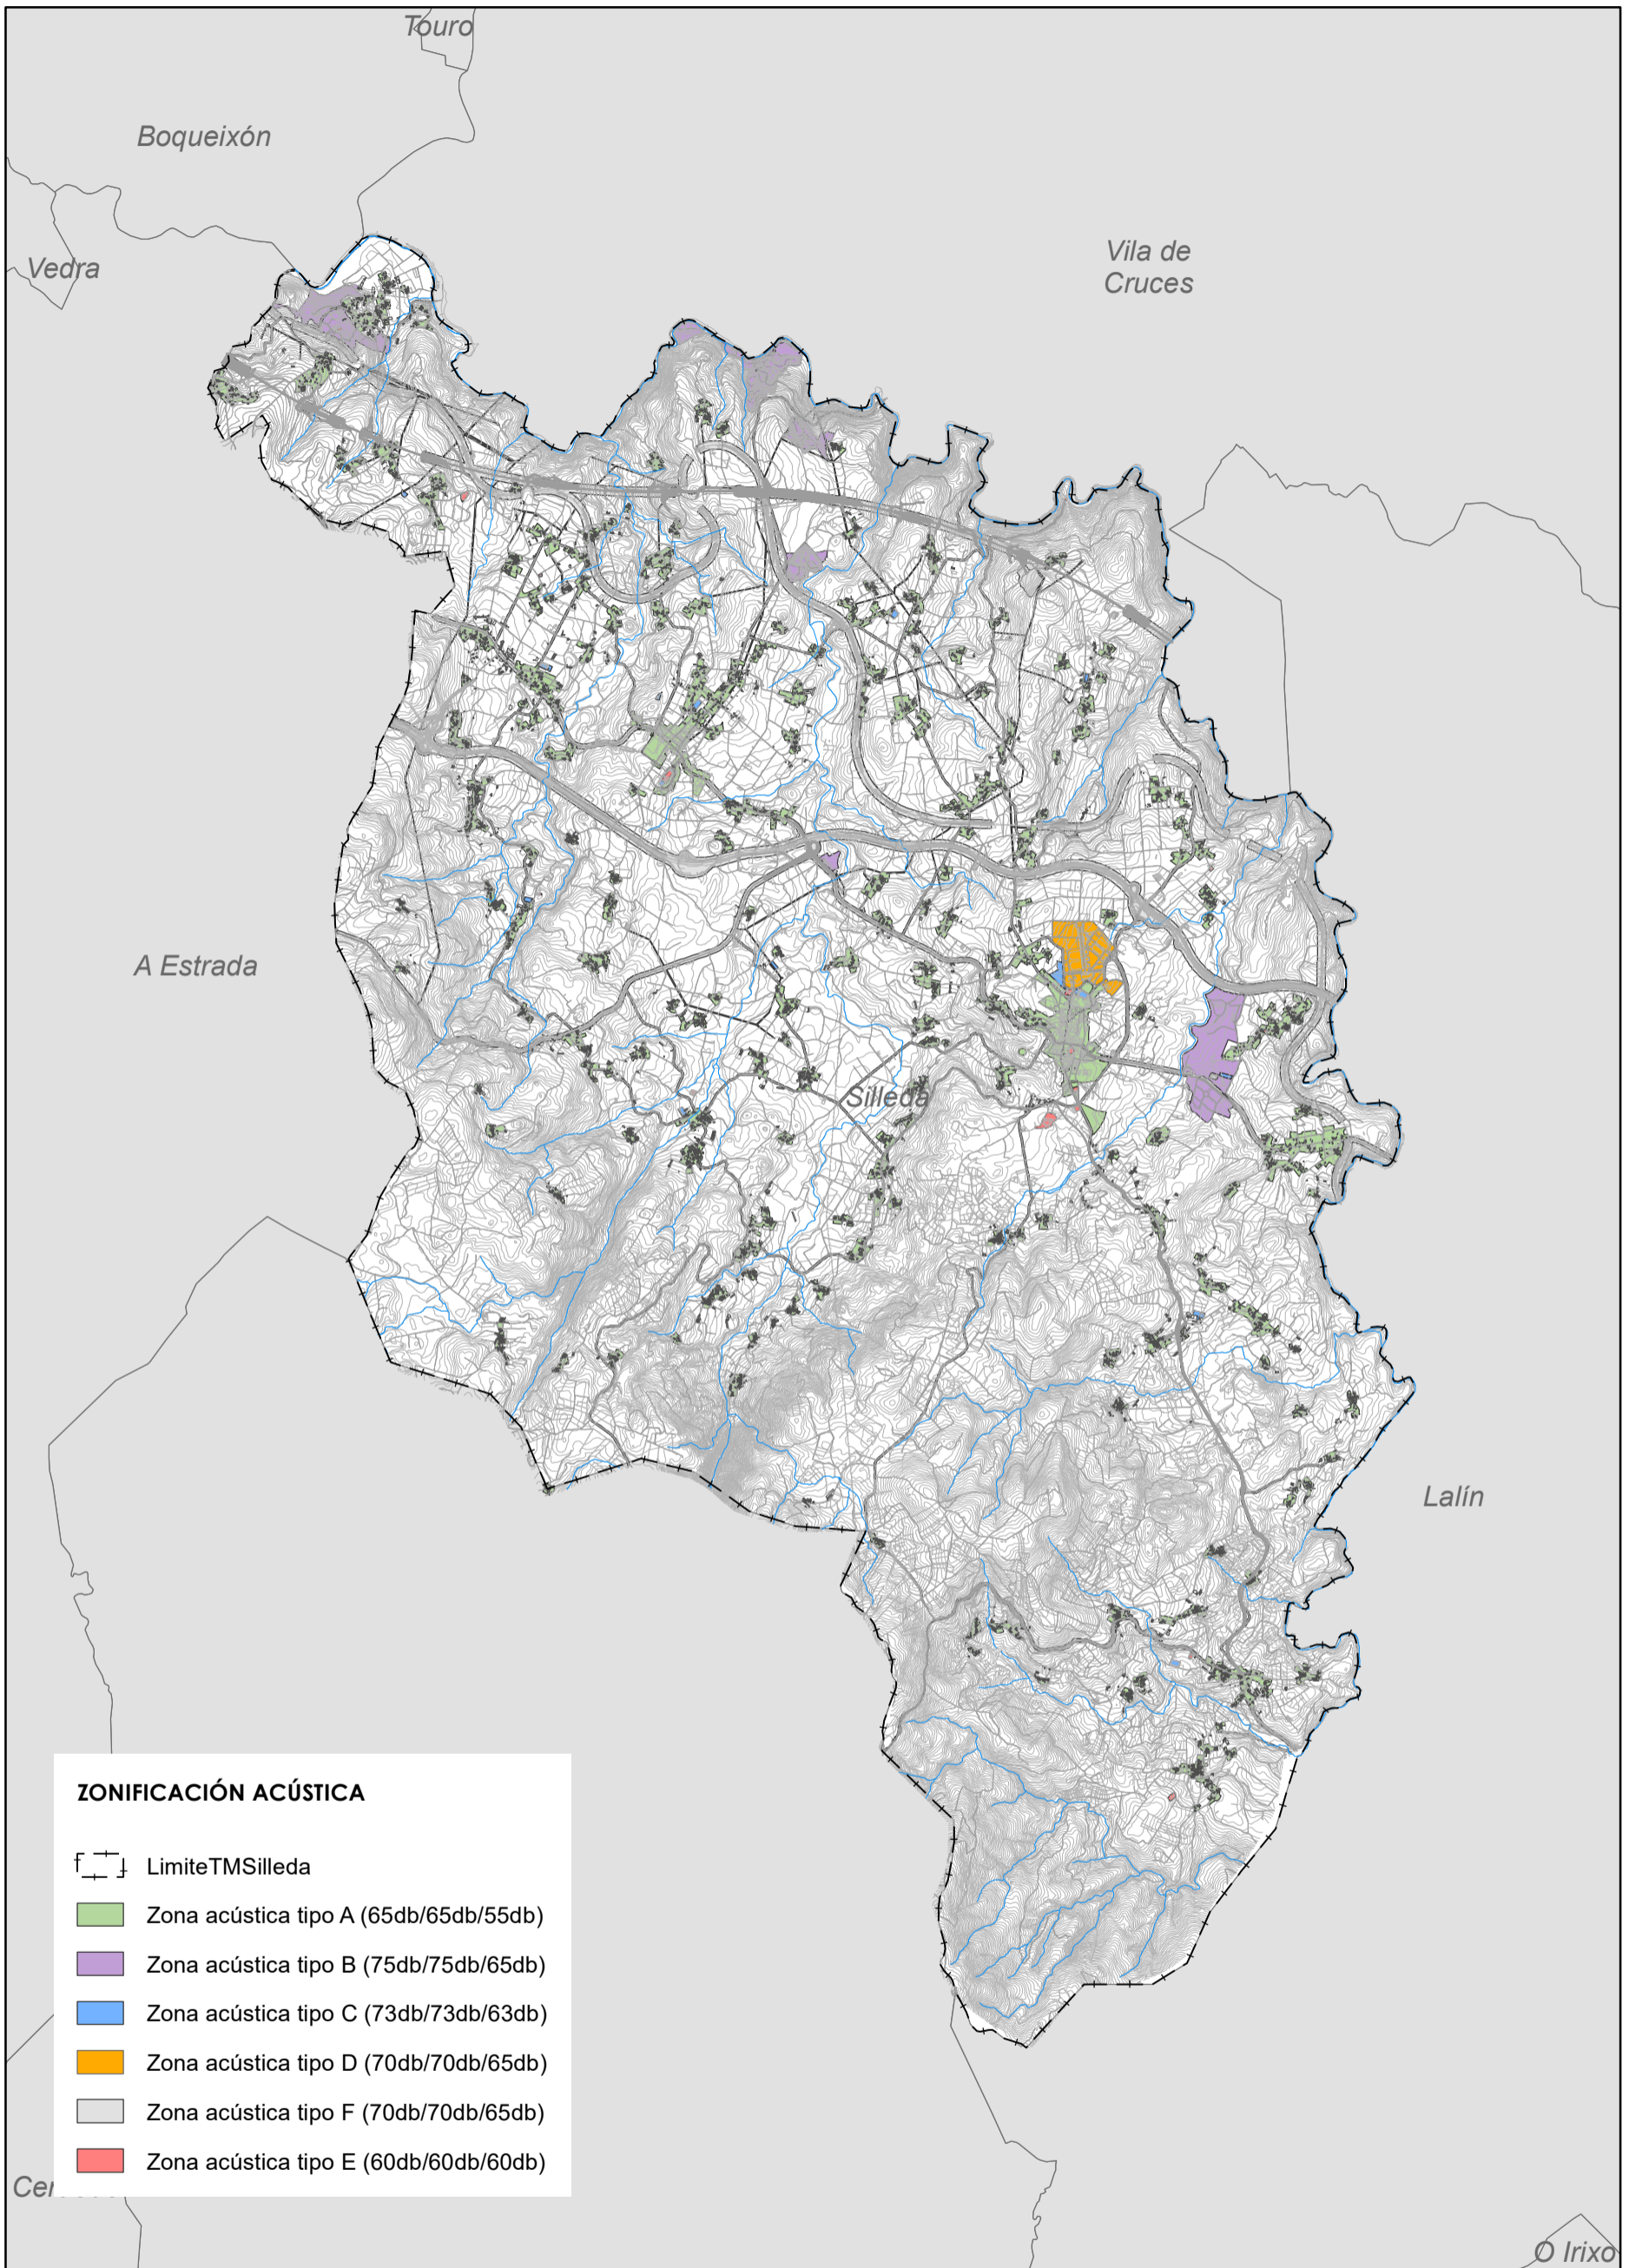 Touro
Boqueixón
Vedra
Vila de
Cruces
A Estrada
Silleda
Lalín
ZONIFICACIÓN ACÚSTICA
LimiteTMSilleda
Zona acústica tipo A (65db/65db/55db)
Zona acústica tipo B (75db/75db/65db)
Zona acústica tipo C (73db/73db/63db)
Zona acústica tipo D (70db/70db/65db)
Zona acústica tipo F (70db/70db/65db)
Zona acústica tipo E (60db/60db/60db)
O Irixo